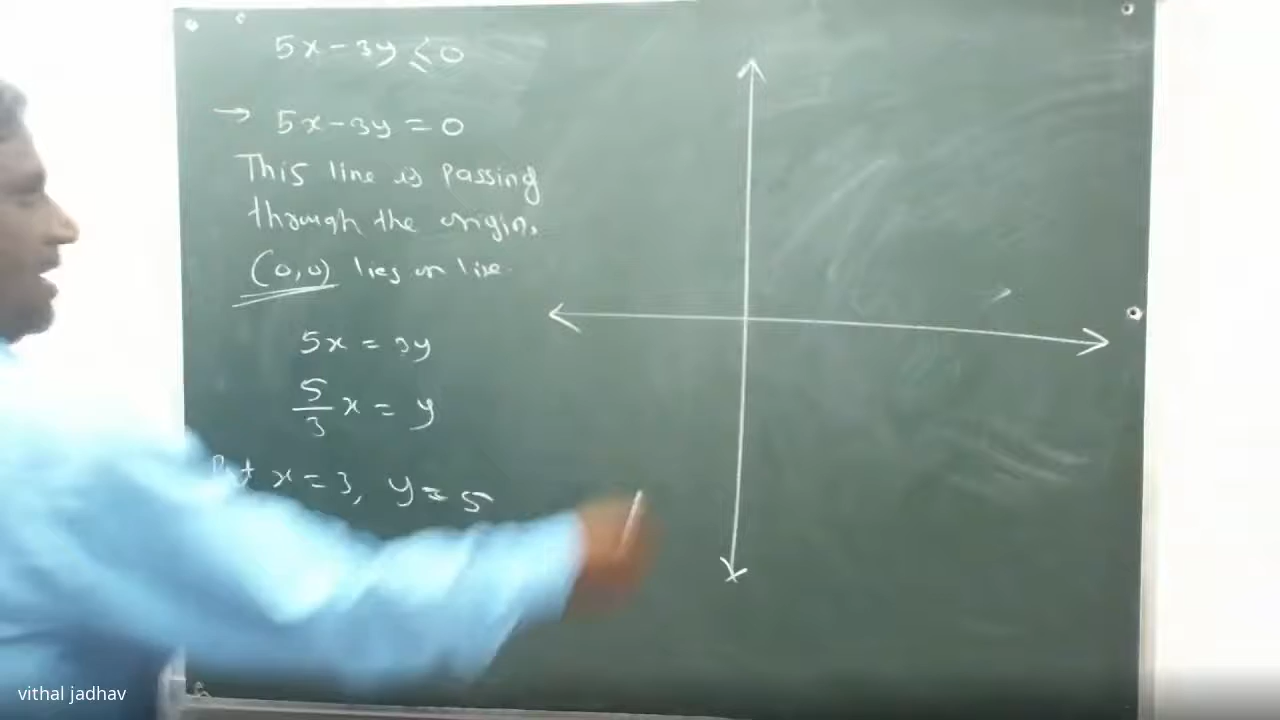 5x-3y ≤ 0
→ 5x-3y = 0
This line is passing
through the origin.
(0,0) lies on line.
5x = 3y
5/3 x = y
Put x = 3, y = 5
vithal jadhav